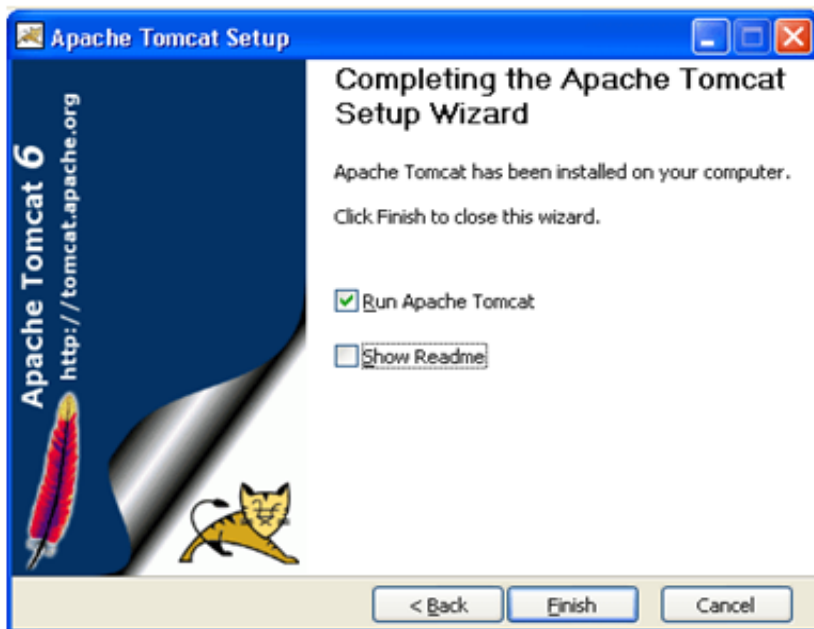 Apache Tomcat Setup
Apache Tomcat 6
http://tomcat.apache.org
Completing the Apache Tomcat
Setup Wizard
Apache Tomcat has been installed on your computer.
Click Finish to close this wizard.
Run Apache Tomcat
Show Readme
< Back
Finish
Cancel